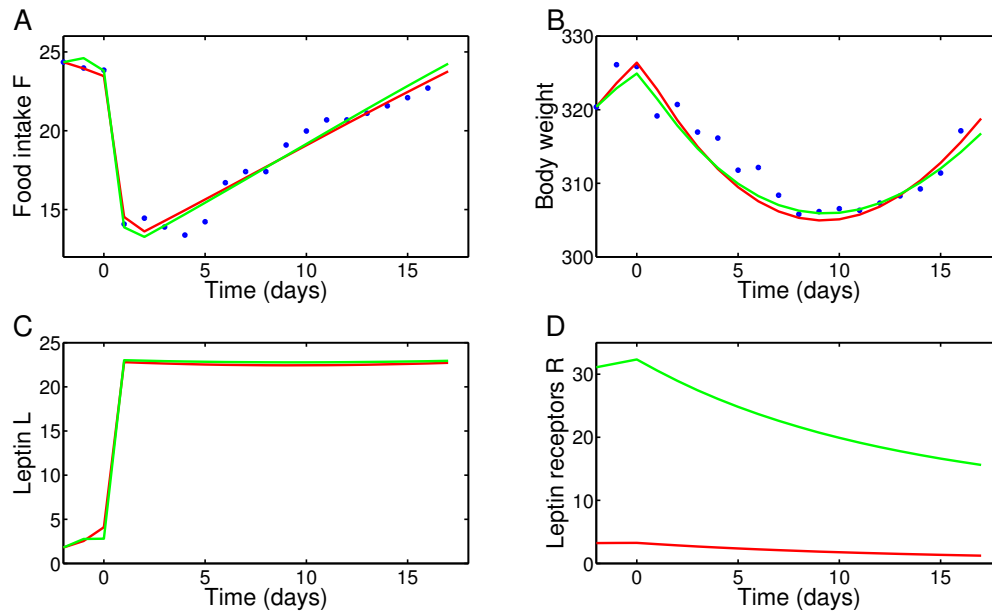 A
25
20
15
Food intake F
0 5 10 15
Time (days)
B
330
320
310
300
Body weight
0 5 10 15
Time (days)
C
25
20
15
10
5
0
Leptin L
0 5 10 15
Time (days)
D
30
20
10
0
Leptin receptors R
0 5 10 15
Time (days)